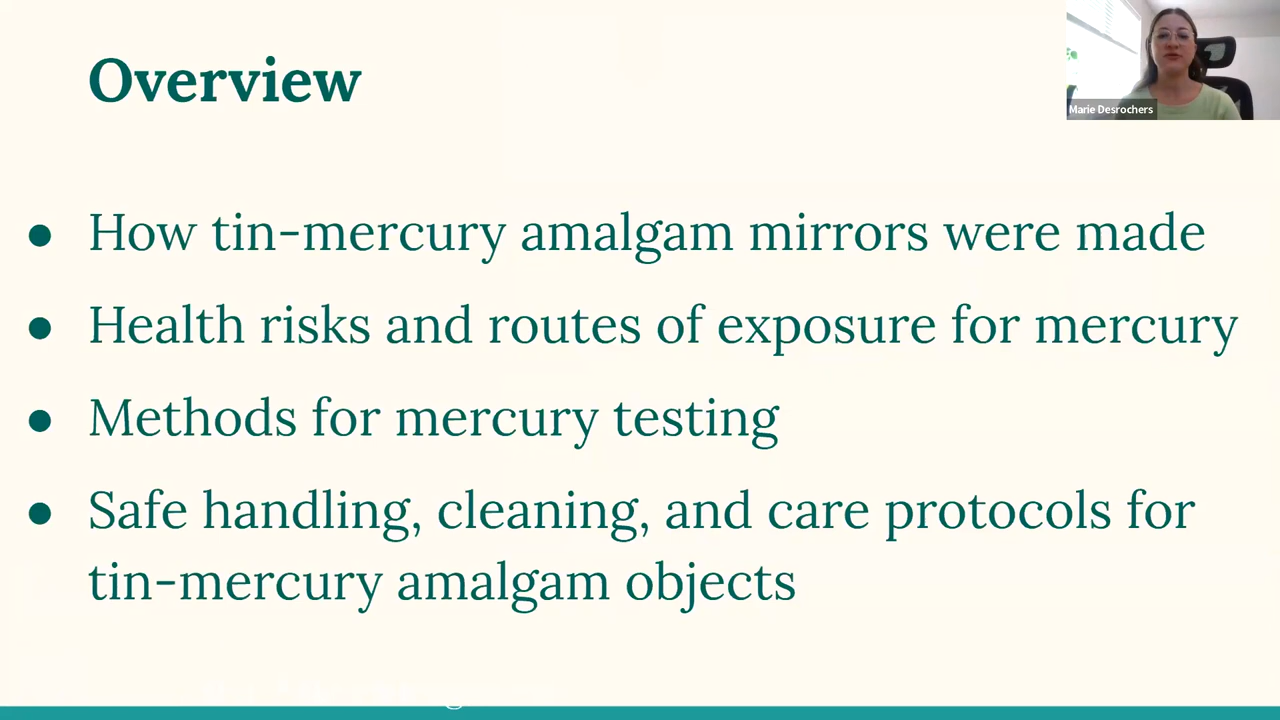 Overview
Marie Desrochers
● How tin-mercury amalgam mirrors were made
● Health risks and routes of exposure for mercury
● Methods for mercury testing
● Safe handling, cleaning, and care protocols for
tin-mercury amalgam objects